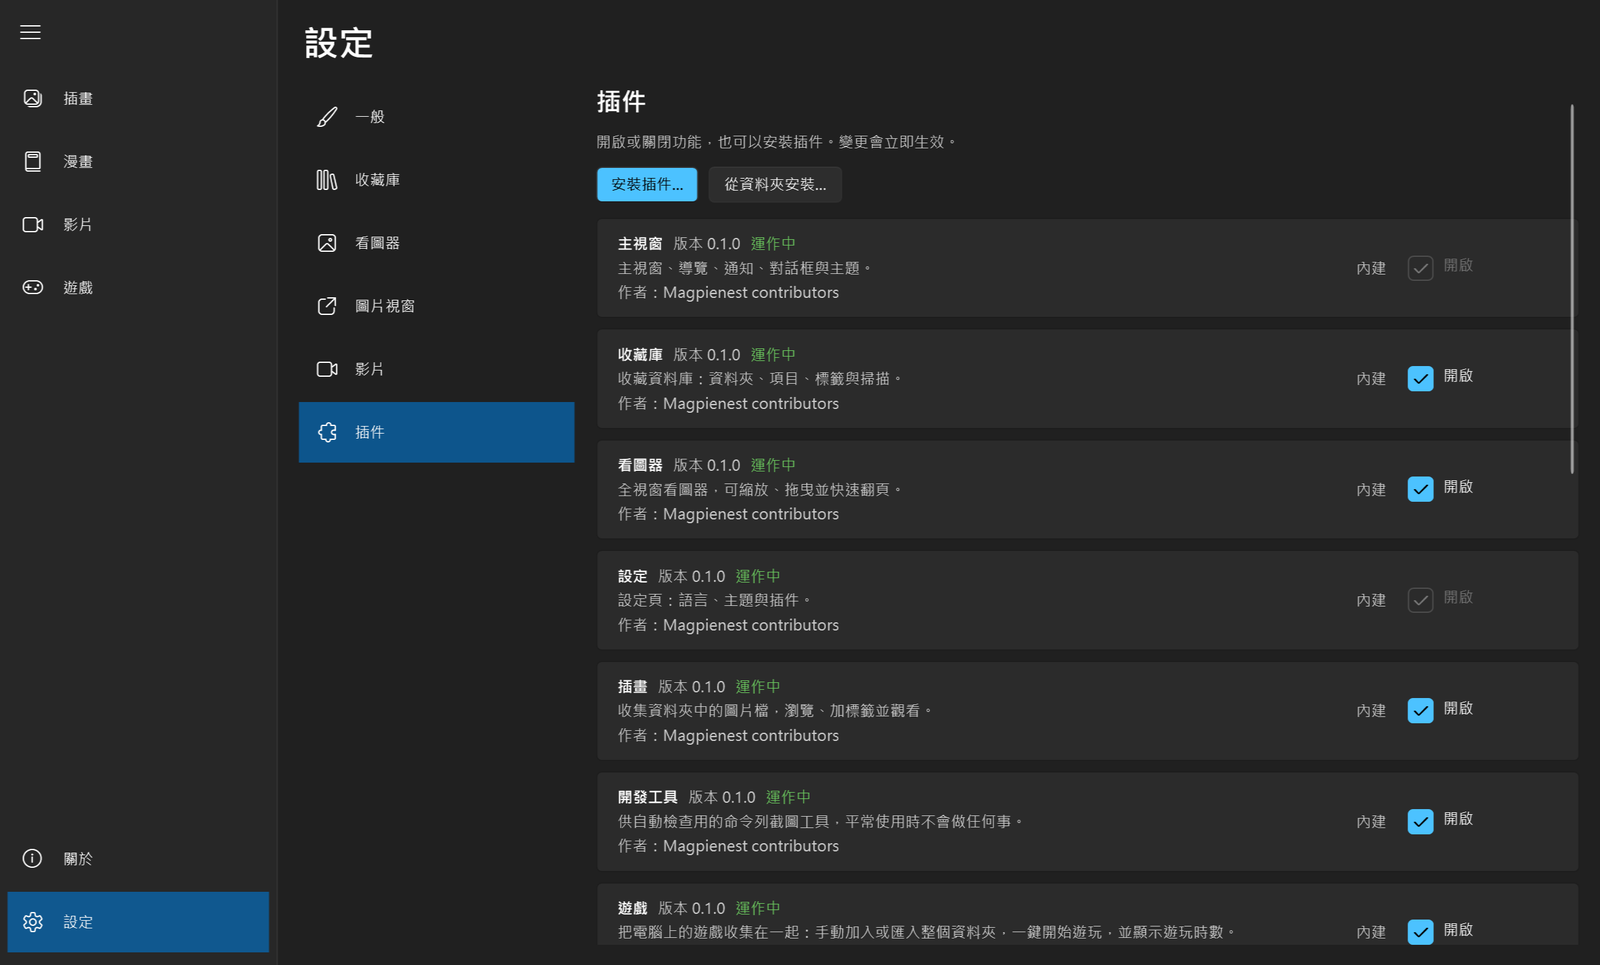 設定
插畫
漫畫
影片
遊戲
關於
設定
一般
收藏庫
看圖器
圖片視窗
影片
插件
插件
開啟或關閉功能，也可以安裝插件。變更會立即生效。
安裝插件...
從資料夾安裝...
主視窗 版本 0.1.0 運作中
主視窗、導覽、通知、對話框與主題。
作者：Magpienest contributors
內建
開啟
收藏庫 版本 0.1.0 運作中
收藏資料庫：資料夾、項目、標籤與掃描。
作者：Magpienest contributors
內建
開啟
看圖器 版本 0.1.0 運作中
全視窗看圖器，可縮放、拖曳並快速翻頁。
作者：Magpienest contributors
內建
開啟
設定 版本 0.1.0 運作中
設定頁：語言、主題與插件。
作者：Magpienest contributors
內建
開啟
插畫 版本 0.1.0 運作中
收集資料夾中的圖片檔，瀏覽、加標籤並觀看。
作者：Magpienest contributors
內建
開啟
開發工具 版本 0.1.0 運作中
供自動檢查用的命令列截圖工具，平常使用時不會做任何事。
作者：Magpienest contributors
內建
開啟
遊戲 版本 0.1.0 運作中
把電腦上的遊戲收集在一起：手動加入或匯入整個資料夾，一鍵開始遊玩，並顯示遊玩時數。
內建
開啟